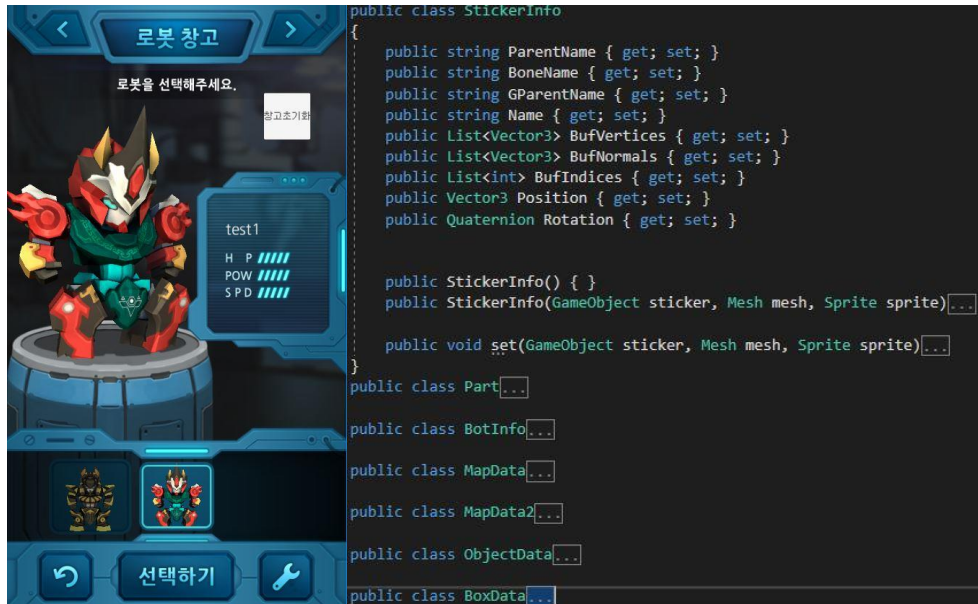 로봇 창고
로봇을 선택해주세요.
창고초기화
test1
H P
POW
SPD
선택하기
public class StickerInfo
{
public string ParentName { get; set; }
public string BoneName { get; set; }
public string GParentName { get; set; }
public string Name { get; set; }
public List<Vector3> BufVertices { get; set; }
public List<Vector3> BufNormals { get; set; }
public List<int> BufIndices { get; set; }
public Vector3 Position { get; set; }
public Quaternion Rotation { get; set; }
public StickerInfo() { }
public StickerInfo(GameObject sticker, Mesh mesh, Sprite sprite)...
public void set(GameObject sticker, Mesh mesh, Sprite sprite)...
}
public class Part...
public class BotInfo...
public class MapData...
public class MapData2...
public class ObjectData...
public class BoxData...